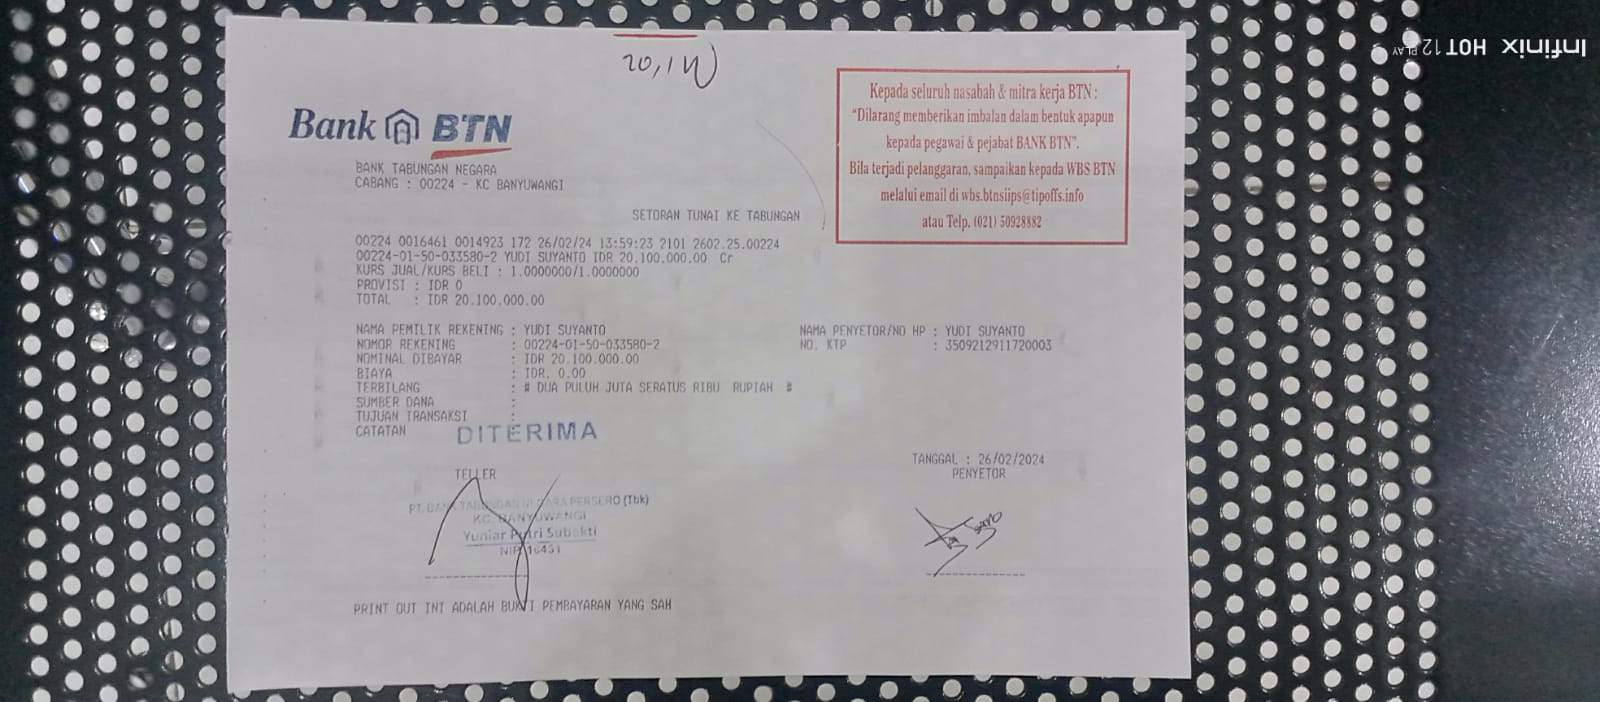 20,1 N
Kepada seluruh nasabah & mitra kerja BTN :
"Dilarang memberikan imbalan dalam bentuk apapun
kepada pegawai & pejabat BANK BTN".
Bila terjadi pelanggaran, sampaikan kepada WBS BTN
melalui email di wbs.btnsiips@tipoffs.info
atau Telp. (021) 50928882
Bank BTN
BANK TABUNGAN NEGARA
CABANG : 00224 - KC BANYUWANGI
SETORAN TUNAI KE TABUNGAN
00224 0016461 0014923 172 26/02/24 13:59:23 2101 2602.25.00224
00224-01-50-033580-2 YUDI SUYANTO IDR 20.100.000.00 Cr
KURS JUAL/KURS BELI : 1.0000000/1.0000000
PROVISI : IDR 0
TOTAL : IDR 20.100.000.00
NAMA PEMILIK REKENING : YUDI SUYANTO
NOMOR REKENING : 00224-01-50-033580-2
NOMINAL DIBAYAR : IDR 20.100.000.00
BIAYA : IDR. 0.00
TERBILANG : # DUA PULUH JUTA SERATUS RIBU RUPIAH #
SUMBER DANA :
TUJUAN TRANSAKSI :
CATATAN :
NAMA PENYETOR/NO HP : YUDI SUYANTO
NO. KTP : 3509212911720003
DITERIMA
TELLER
PT. BANK TABUNGAN NEGARA PERSERO (Tbk)
KC. BANYUWANGI
Yuniar Putri Subekti
NIP. 16451
TANGGAL : 26/02/2024
PENYETOR
PRINT OUT INI ADALAH BUKTI PEMBAYARAN YANG SAH
Infinix HOT 12 PLAY